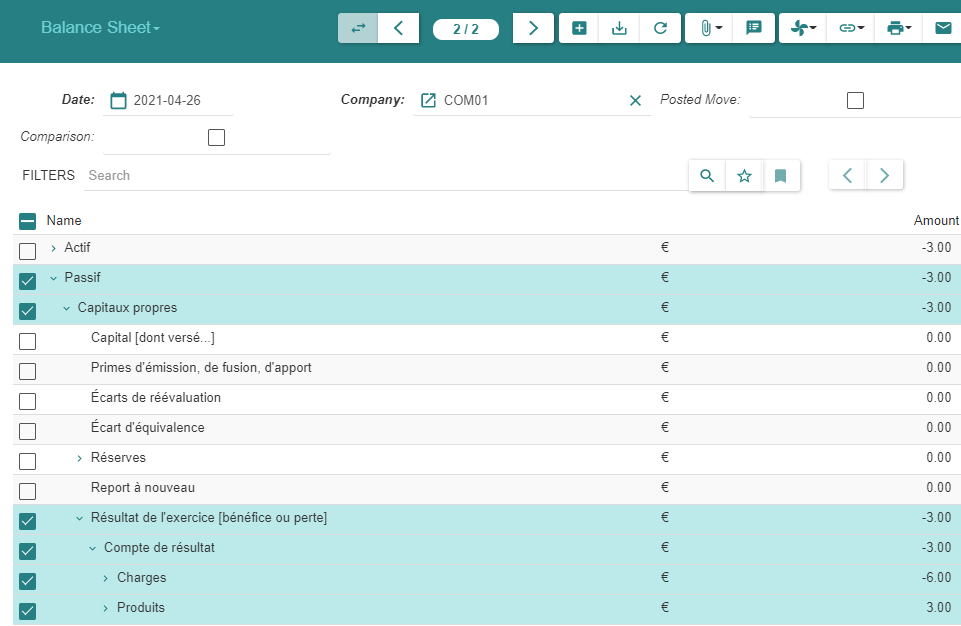 Balance Sheet
2 / 2
Date: 2021-04-26 Company: COM01 Posted Move:
Comparison:
FILTERS Search
Name Amount
Actif € -3.00
Passif € -3.00
Capitaux propres € -3.00
Capital [dont versé...] € 0.00
Primes d'émission, de fusion, d'apport € 0.00
Écarts de réévaluation € 0.00
Écart d'équivalence € 0.00
Réserves € 0.00
Report à nouveau € 0.00
Résultat de l'exercice [bénéfice ou perte] € -3.00
Compte de résultat € -3.00
Charges € -6.00
Produits € 3.00